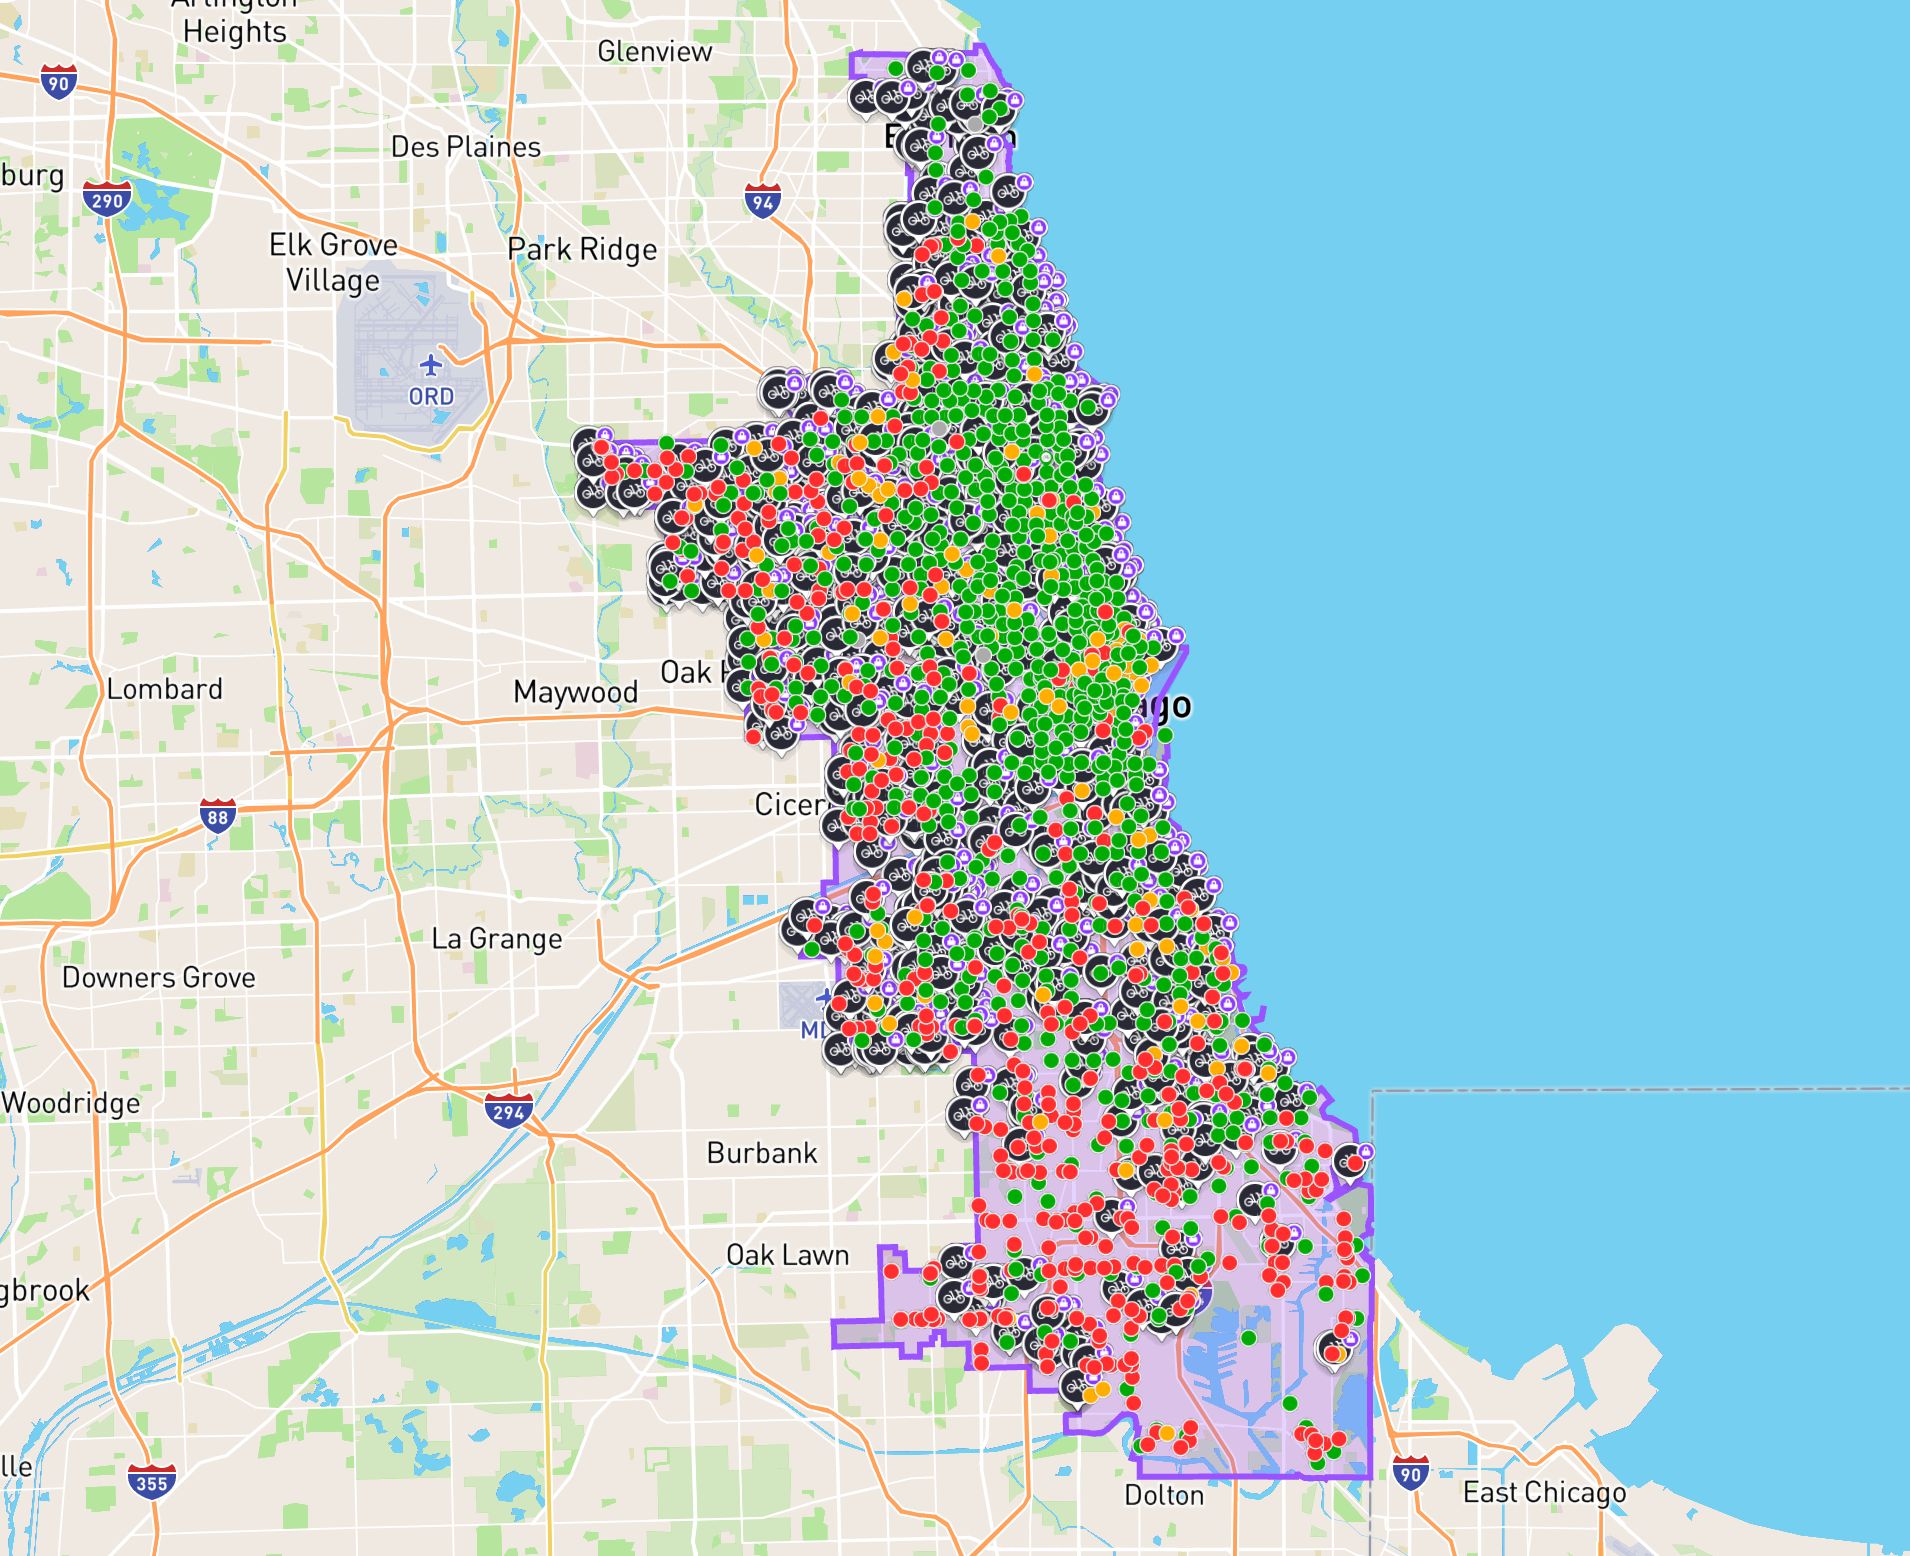 Arlington
Heights
Glenview
90
Des Plaines
burg
290
94
Elk Grove
Village
Park Ridge
ORD
Oak
Lombard
Maywood
go
Cicer
88
La Grange
Downers Grove
MD
Woodridge
294
Burbank
Oak Lawn
gbrook
lle
355
90
East Chicago
Dolton